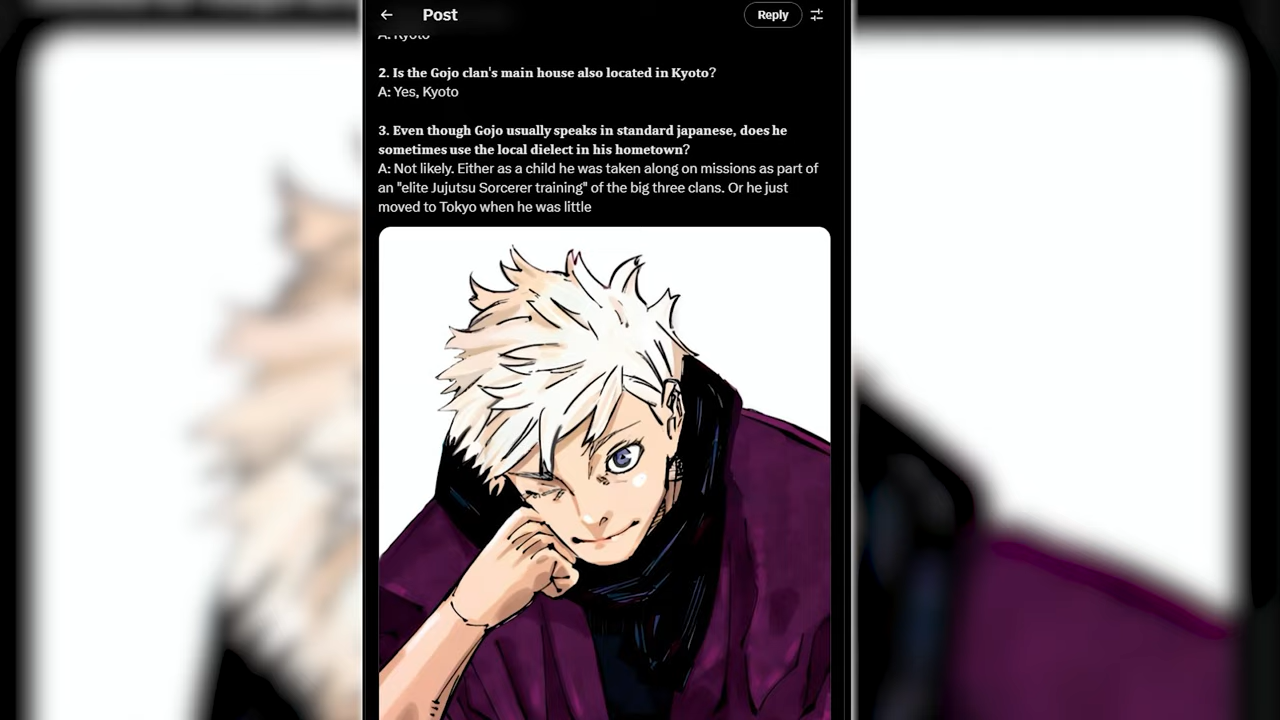 Post
Reply
A: Kyoto
2. Is the Gojo clan's main house also located in Kyoto?
A: Yes, Kyoto
3. Even though Gojo usually speaks in standard japanese, does he
sometimes use the local dielect in his hometown?
A: Not likely. Either as a child he was taken along on missions as part of
an "elite Jujutsu Sorcerer training" of the big three clans. Or he just
moved to Tokyo when he was little